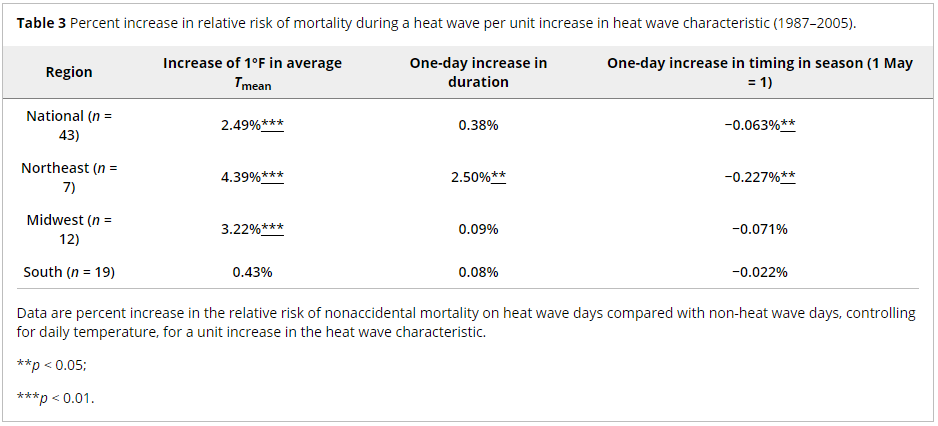 Table 3 Percent increase in relative risk of mortality during a heat wave per unit increase in heat wave characteristic (1987–2005).
Region
Increase of 1°F in average
Tmean
One-day increase in
duration
One-day increase in timing in season (1 May
= 1)
National (n =
43)
2.49%***
0.38%
−0.063%**
Northeast (n =
7)
4.39%***
2.50%**
−0.227%**
Midwest (n =
12)
3.22%***
0.09%
−0.071%
South (n = 19)
0.43%
0.08%
−0.022%
Data are percent increase in the relative risk of nonaccidental mortality on heat wave days compared with non-heat wave days, controlling
for daily temperature, for a unit increase in the heat wave characteristic.
**p < 0.05;
***p < 0.01.